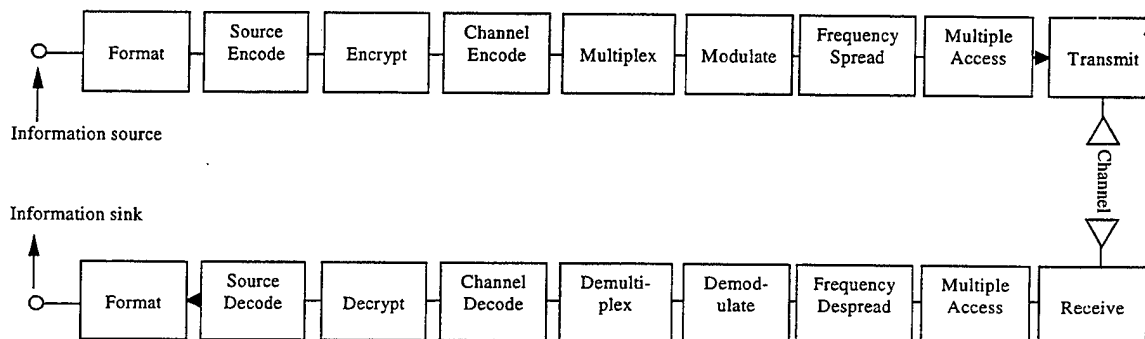 Format
Source
Encode
Encrypt
Channel
Encode
Multiplex
Modulate
Frequency
Spread
Multiple
Access
Transmit
Information source
Channel
Information sink
Format
Source
Decode
Decrypt
Channel
Decode
Demulti-
plex
Demod-
ulate
Frequency
Despread
Multiple
Access
Receive